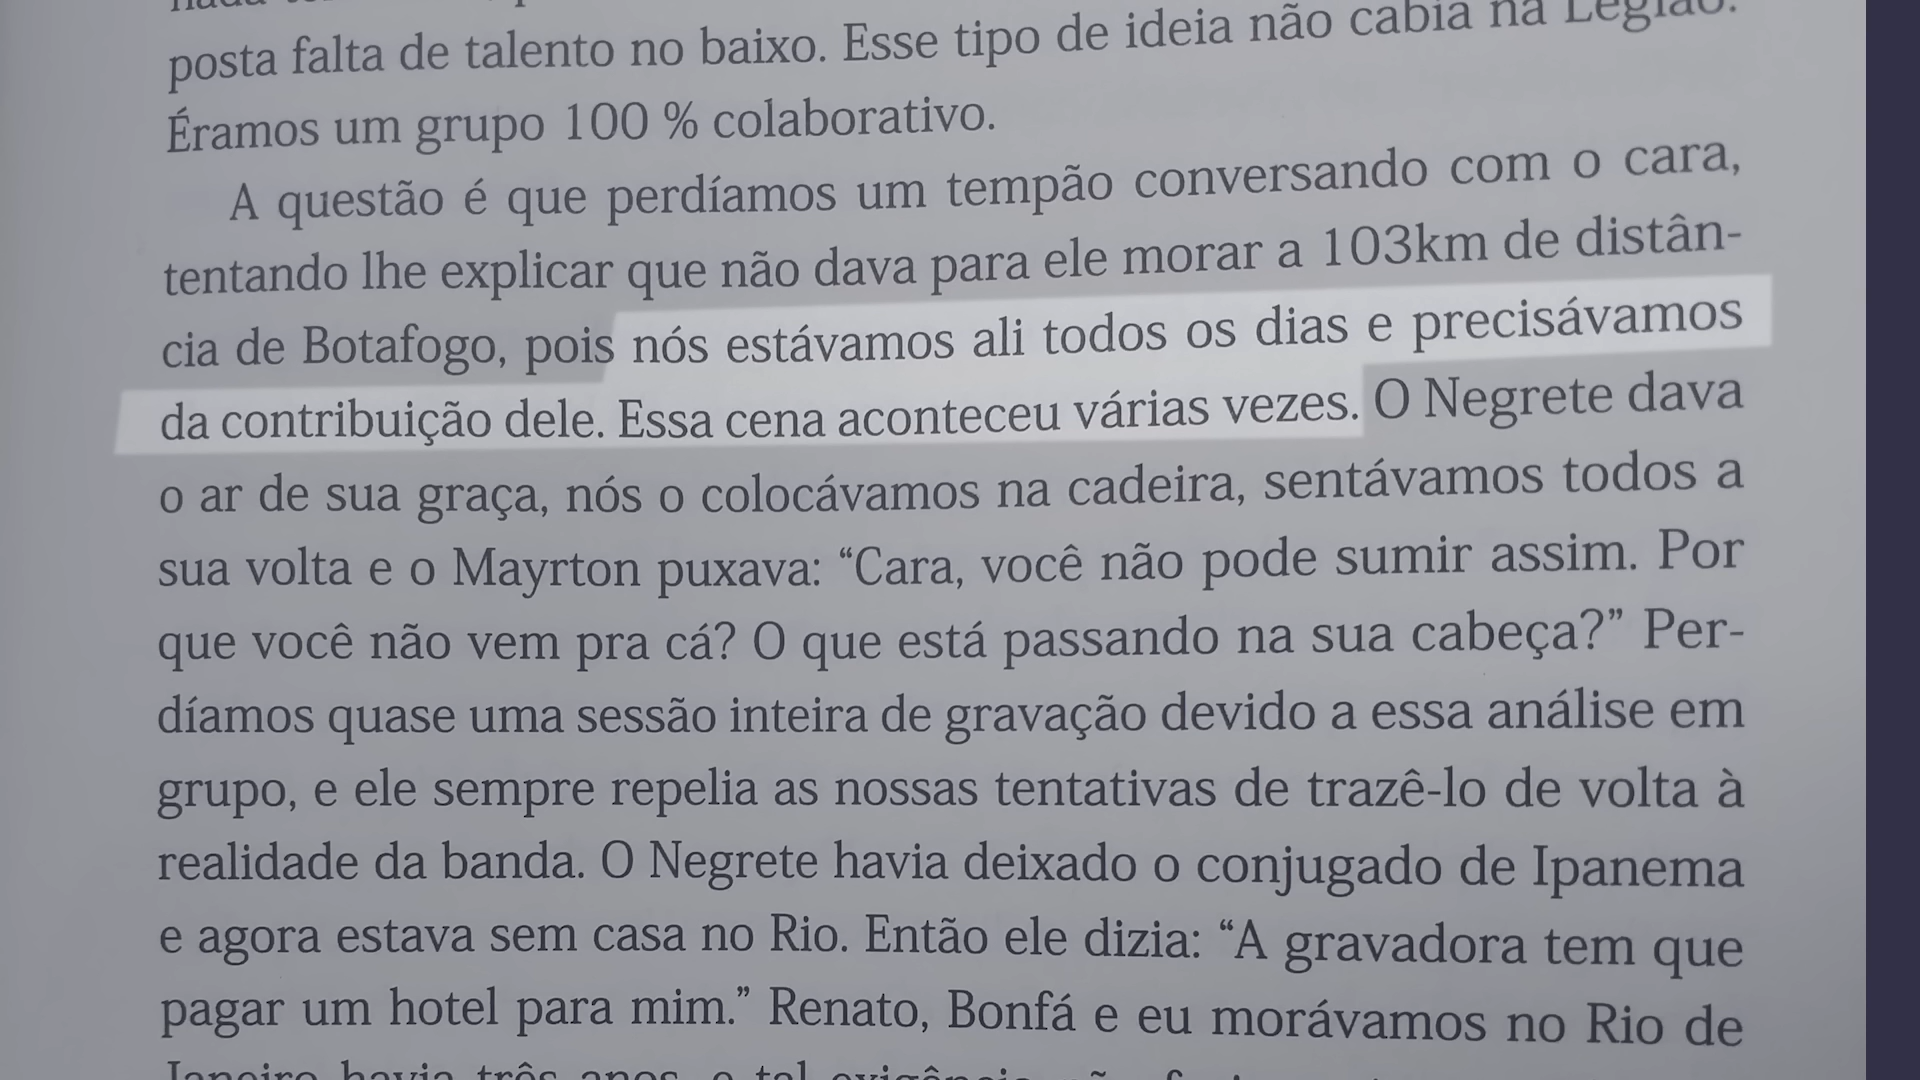 posta falta de talento no baixo. Esse tipo de ideia não cabia na Legião.
Éramos um grupo 100 % colaborativo.
A questão é que perdíamos um tempão conversando com o cara,
tentando lhe explicar que não dava para ele morar a 103km de distân-
cia de Botafogo, pois nós estávamos ali todos os dias e precisávamos
da contribuição dele. Essa cena aconteceu várias vezes. O Negrete dava
o ar de sua graça, nós o colocávamos na cadeira, sentávamos todos a
sua volta e o Mayrton puxava: “Cara, você não pode sumir assim. Por
que você não vem pra cá? O que está passando na sua cabeça?” Per-
díamos quase uma sessão inteira de gravação devido a essa análise em
grupo, e ele sempre repelia as nossas tentativas de trazê-lo de volta à
realidade da banda. O Negrete havia deixado o conjugado de Ipanema
e agora estava sem casa no Rio. Então ele dizia: “A gravadora tem que
pagar um hotel para mim.” Renato, Bonfá e eu morávamos no Rio de
Janeiro havia três anos, e tal